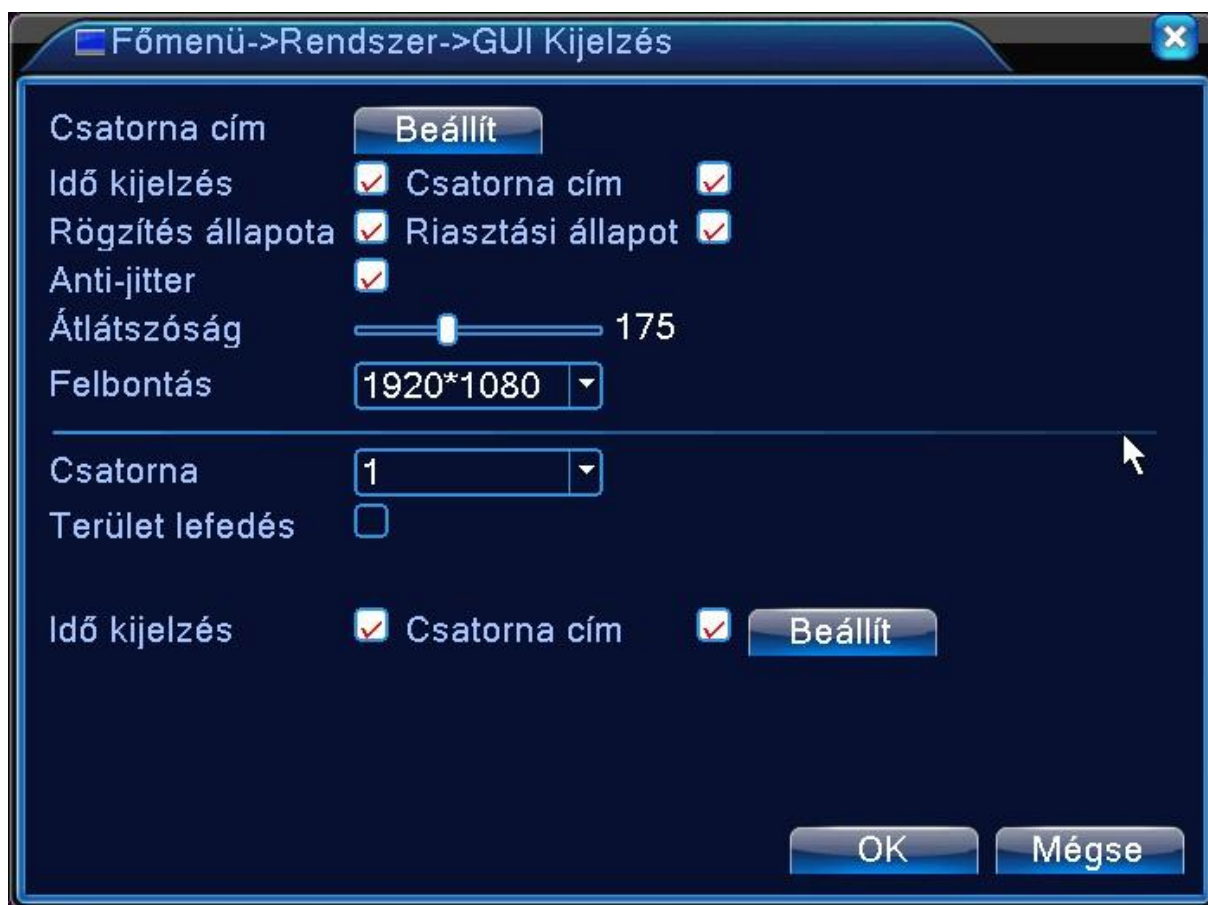 Főmenü->Rendszer->GUI Kijelzés
Csatorna cím Beállít
Idő kijelzés Csatorna cím
Rögzítés állapota Riasztási állapot
Anti-jitter
Átlátszóság 175
Felbontás 1920*1080
Csatorna 1
Terület lefedés
Idő kijelzés Csatorna cím Beállít
OK Mégse